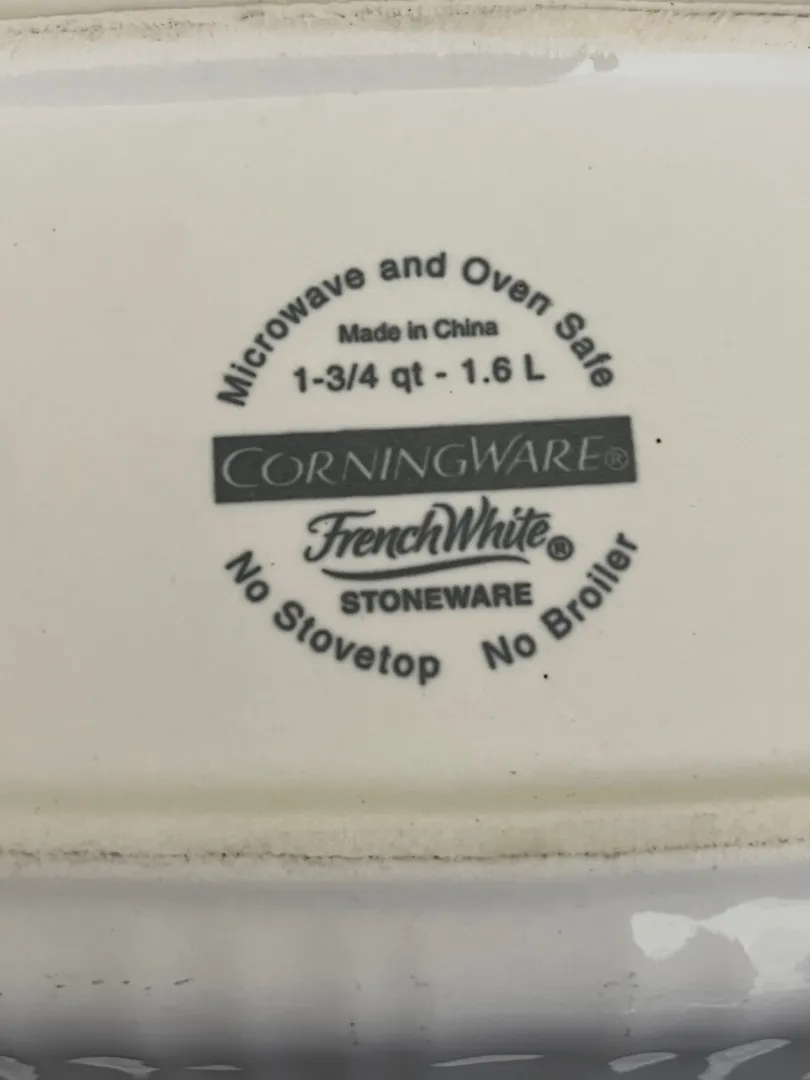 Microwave and Oven Safe
Made in China
1-3/4 qt - 1.6 L
CORNINGWARE®
FrenchWhite®
STONEWARE
No Stovetop No Broiler